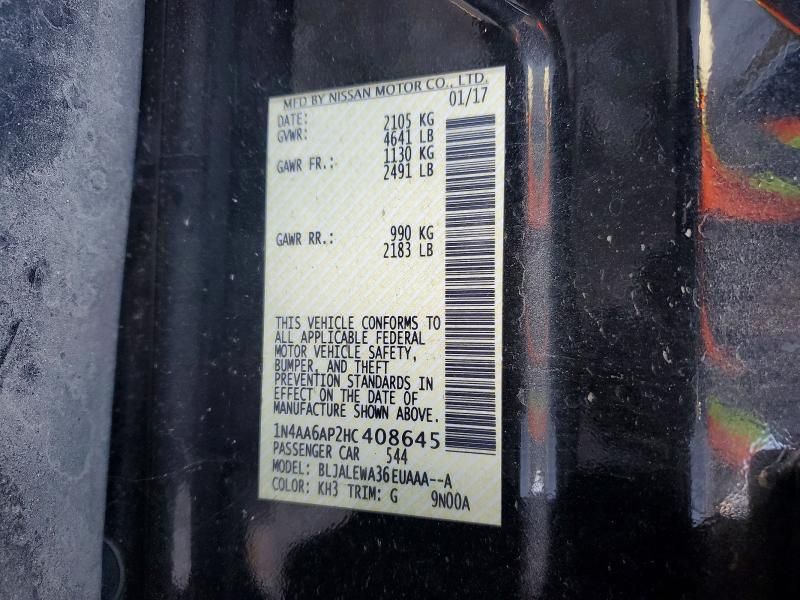 MFD BY NISSAN MOTOR CO., LTD.
DATE: 01/17
GVWR: 2105 KG
4641 LB
GAWR FR.: 1130 KG
2491 LB
GAWR RR.: 990 KG
2183 LB
THIS VEHICLE CONFORMS TO
ALL APPLICABLE FEDERAL
MOTOR VEHICLE SAFETY,
BUMPER, AND THEFT
PREVENTION STANDARDS IN
EFFECT ON THE DATE OF
MANUFACTURE SHOWN ABOVE.
1N4AA6AP2HC408645
PASSENGER CAR 544
MODEL: BLJALEWA36EUAAA--A
COLOR: KH3 TRIM: G 9N00A